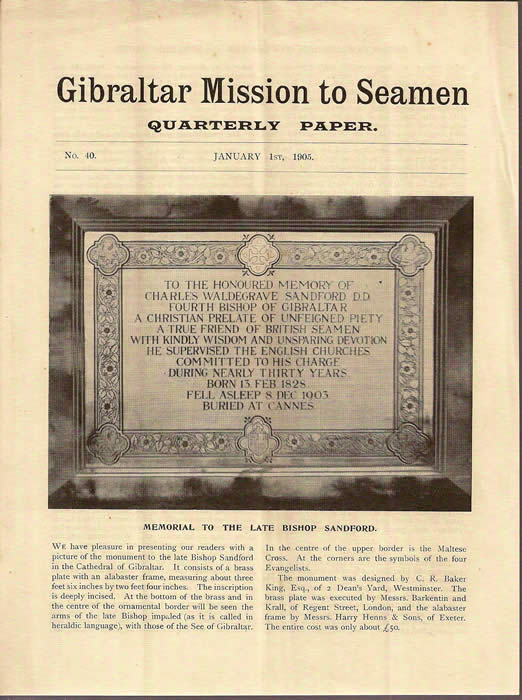 Gibraltar Mission to Seamen
QUARTERLY PAPER.
No. 40.
JANUARY 1ST, 1905.
TO THE HONOURED MEMORY OF
CHARLES WALDEGRAVE SANDFORD D.D.
FOURTH BISHOP OF GIBRALTAR
A CHRISTIAN PRELATE OF UNFEIGNED PIETY
A TRUE FRIEND OF BRITISH SEAMEN
WITH KINDLY WISDOM AND UNSPARING DEVOTION
HE SUPERVISED THE ENGLISH CHURCHES
COMMITTED TO HIS CHARGE
DURING NEARLY THIRTY YEARS
BORN 13 FEB 1828
FELL ASLEEP 8 DEC 1903
BURIED AT CANNES
MEMORIAL TO THE LATE BISHOP SANDFORD.
WE have pleasure in presenting our readers with a
picture of the monument to the late Bishop Sandford
in the Cathedral of Gibraltar. It consists of a brass
plate with an alabaster frame, measuring about three
feet six inches by two feet four inches. The inscription
is deeply incised. At the bottom of the brass and in
the centre of the ornamental border will be seen the
arms of the late Bishop impaled (as it is called in
heraldic language), with those of the See of Gibraltar.
In the centre of the upper border is the Maltese
Cross. At the corners are the symbols of the four
Evangelists.
The monument was designed by C. R. Baker
King, Esq., of 2 Dean's Yard, Westminster. The
brass plate was executed by Messrs. Barkentin and
Krall, of Regent Street, London, and the alabaster
frame by Messrs. Harry Henns & Sons, of Exeter.
The entire cost was only about £50.